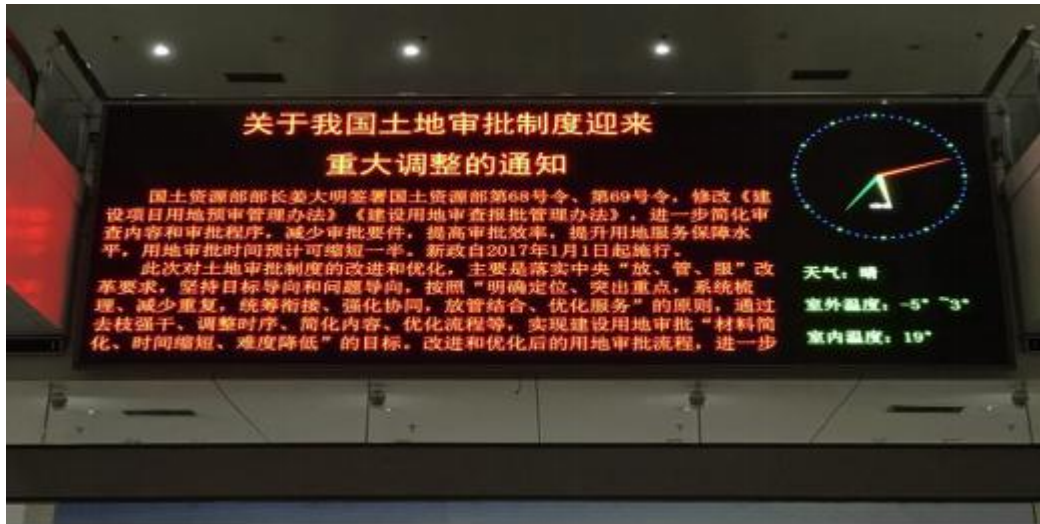 关于我国土地审批制度迎来
重大调整的通知
国土资源部部长姜大明签署国土资源部第68号令、第69号令，修改《建
设项目用地预审管理办法》《建设用地审查报批管理办法》，进一步简化审
查内容和审批程序，减少审批要件，提高审批效率，提升用地服务保障水
平，用地审批时间预计可缩短一半。新政自2017年1月1日起施行。
此次对土地审批制度的改进和优化，主要是落实中央“放、管、服”改
革要求，坚持目标导向和问题导向，按照“明确定位、突出重点，系统梳
理、减少重复，统筹衔接、强化协同，放管结合、优化服务”的原则，通过
去枝强干、调整时序、简化内容、优化流程等，实现建设用地审批“材料简
化、时间缩短、难度降低”的目标。改进和优化后的用地审批流程，进一步
天气：晴
室外温度：-5° ~3°
室内温度：19°